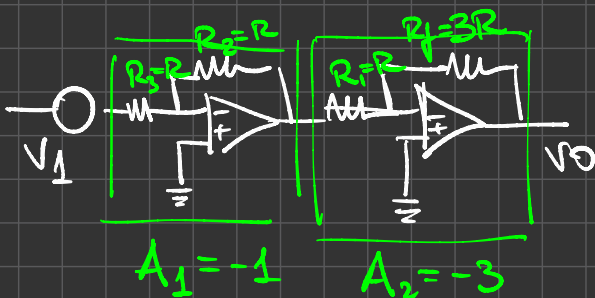 R2=R
Rf=3R
R3=R
R1=R
-
+
-
+
V1
vo
A1=-1
A2=-3